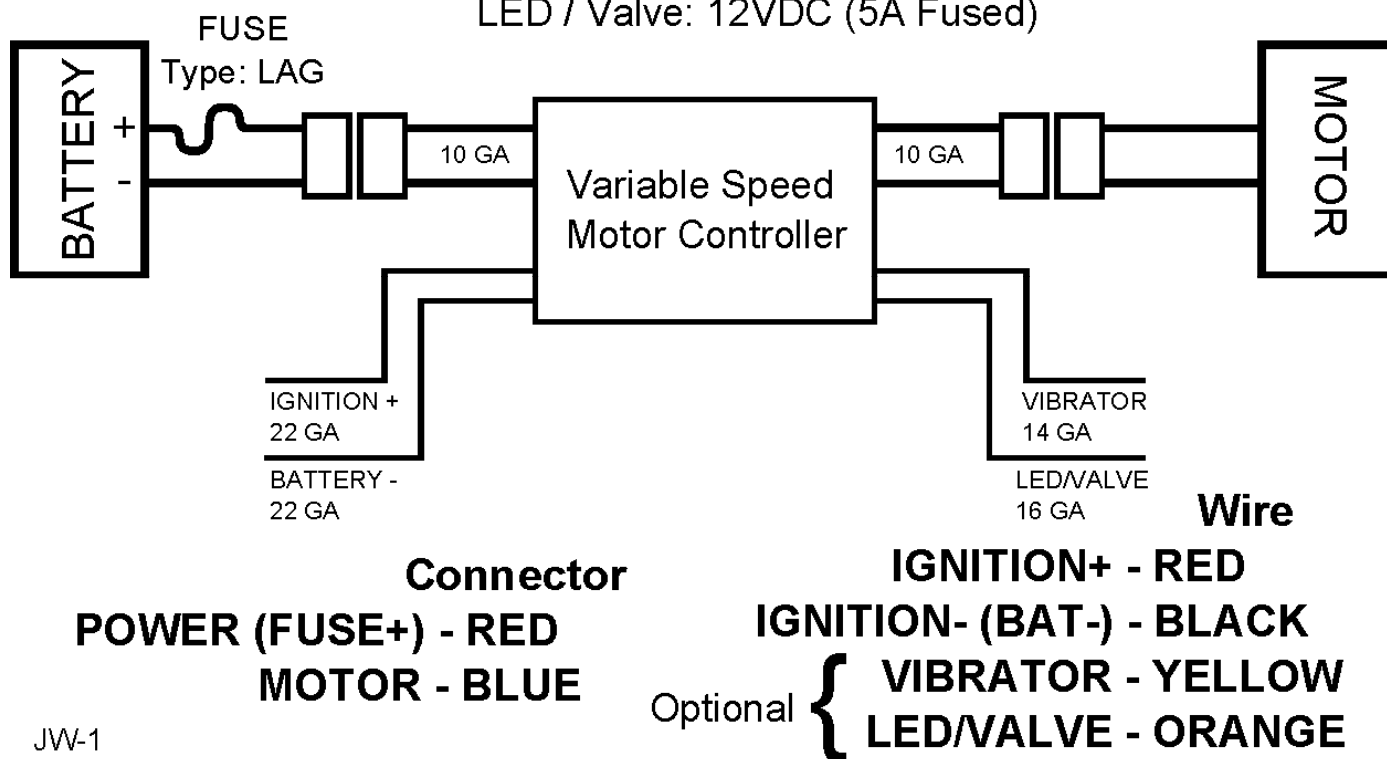 LED / Valve: 12VDC (5A Fused)
FUSE
Type: LAG
BATTERY
+
-
10 GA
Variable Speed
Motor Controller
10 GA
MOTOR
IGNITION +
22 GA
BATTERY -
22 GA
VIBRATOR
14 GA
LED/VALVE
16 GA
Connector
POWER (FUSE+) - RED
MOTOR - BLUE
Wire
IGNITION+ - RED
IGNITION- (BAT-) - BLACK
Optional { VIBRATOR - YELLOW
LED/VALVE - ORANGE
JW-1